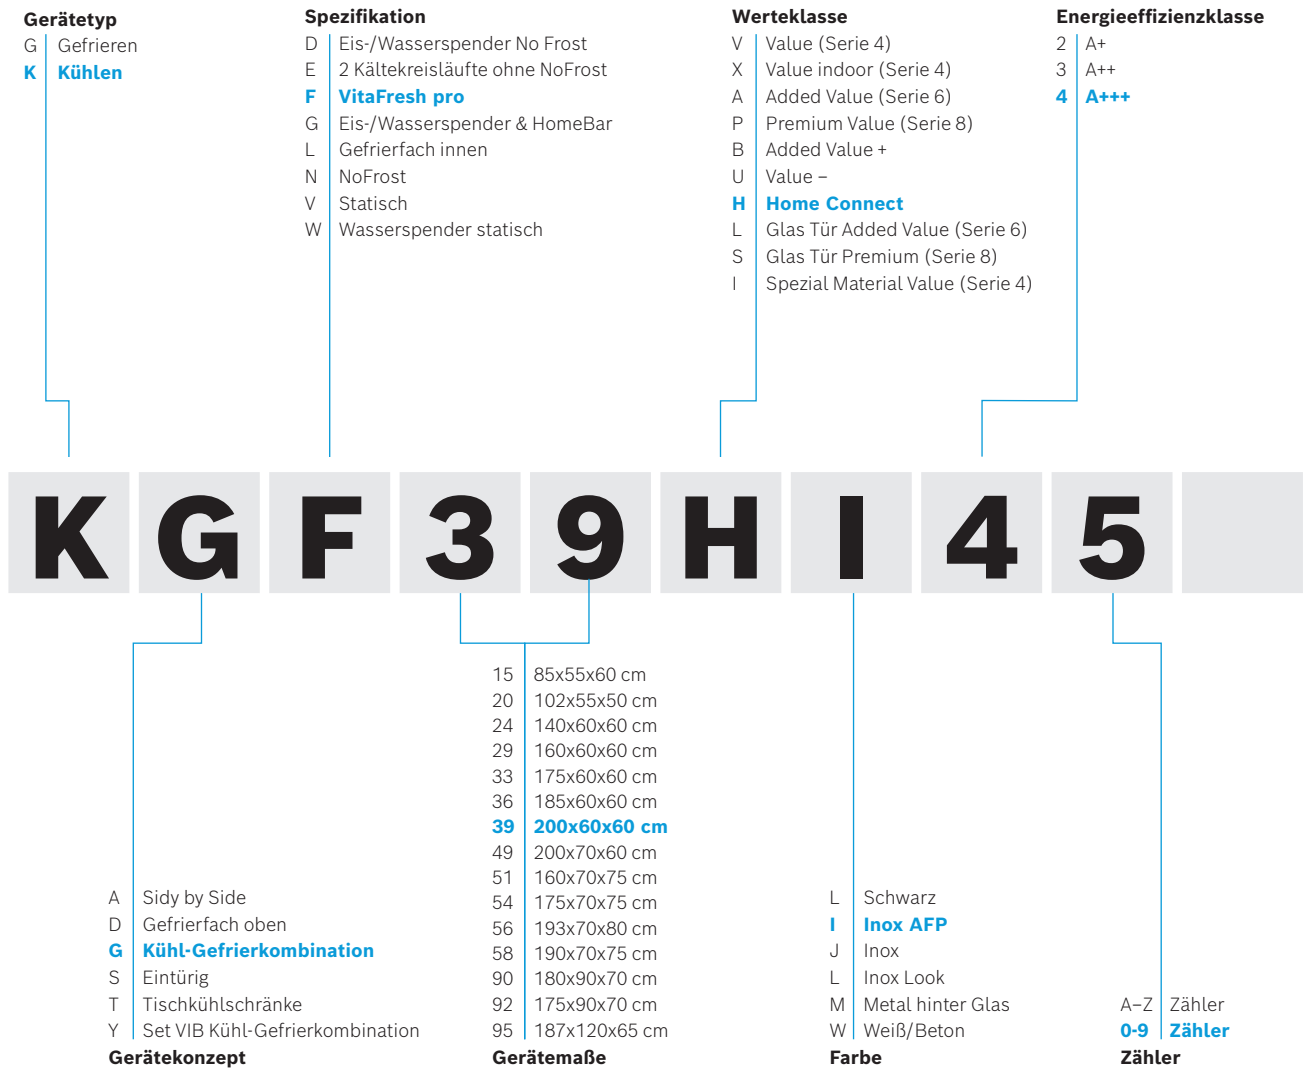 Gerätetyp
G Gefrieren
K Kühlen
Spezifikation
D Eis-/Wasserspender No Frost
E 2 Kältekreisläufte ohne NoFrost
F VitaFresh pro
G Eis-/Wasserspender & HomeBar
L Gefrierfach innen
N NoFrost
V Statisch
W Wasserspender statisch
Werteklasse
V Value (Serie 4)
X Value indoor (Serie 4)
A Added Value (Serie 6)
P Premium Value (Serie 8)
B Added Value +
U Value –
H Home Connect
L Glas Tür Added Value (Serie 6)
S Glas Tür Premium (Serie 8)
I Spezial Material Value (Serie 4)
Energieeffizienzklasse
2 A+
3 A++
4 A+++
K G F 3 9 H I 4 5
A Sidy by Side
D Gefrierfach oben
G Kühl-Gefrierkombination
S Eintürig
T Tischkühlschränke
Y Set VIB Kühl-Gefrierkombination
Gerätekonzept
15 85x55x60 cm
20 102x55x50 cm
24 140x60x60 cm
29 160x60x60 cm
33 175x60x60 cm
36 185x60x60 cm
39 200x60x60 cm
49 200x70x60 cm
51 160x70x75 cm
54 175x70x75 cm
56 193x70x80 cm
58 190x70x75 cm
90 180x90x70 cm
92 175x90x70 cm
95 187x120x65 cm
Gerätemaße
L Schwarz
I Inox AFP
J Inox
L Inox Look
M Metal hinter Glas
W Weiß/Beton
Farbe
A–Z Zähler
0-9 Zähler
Zähler